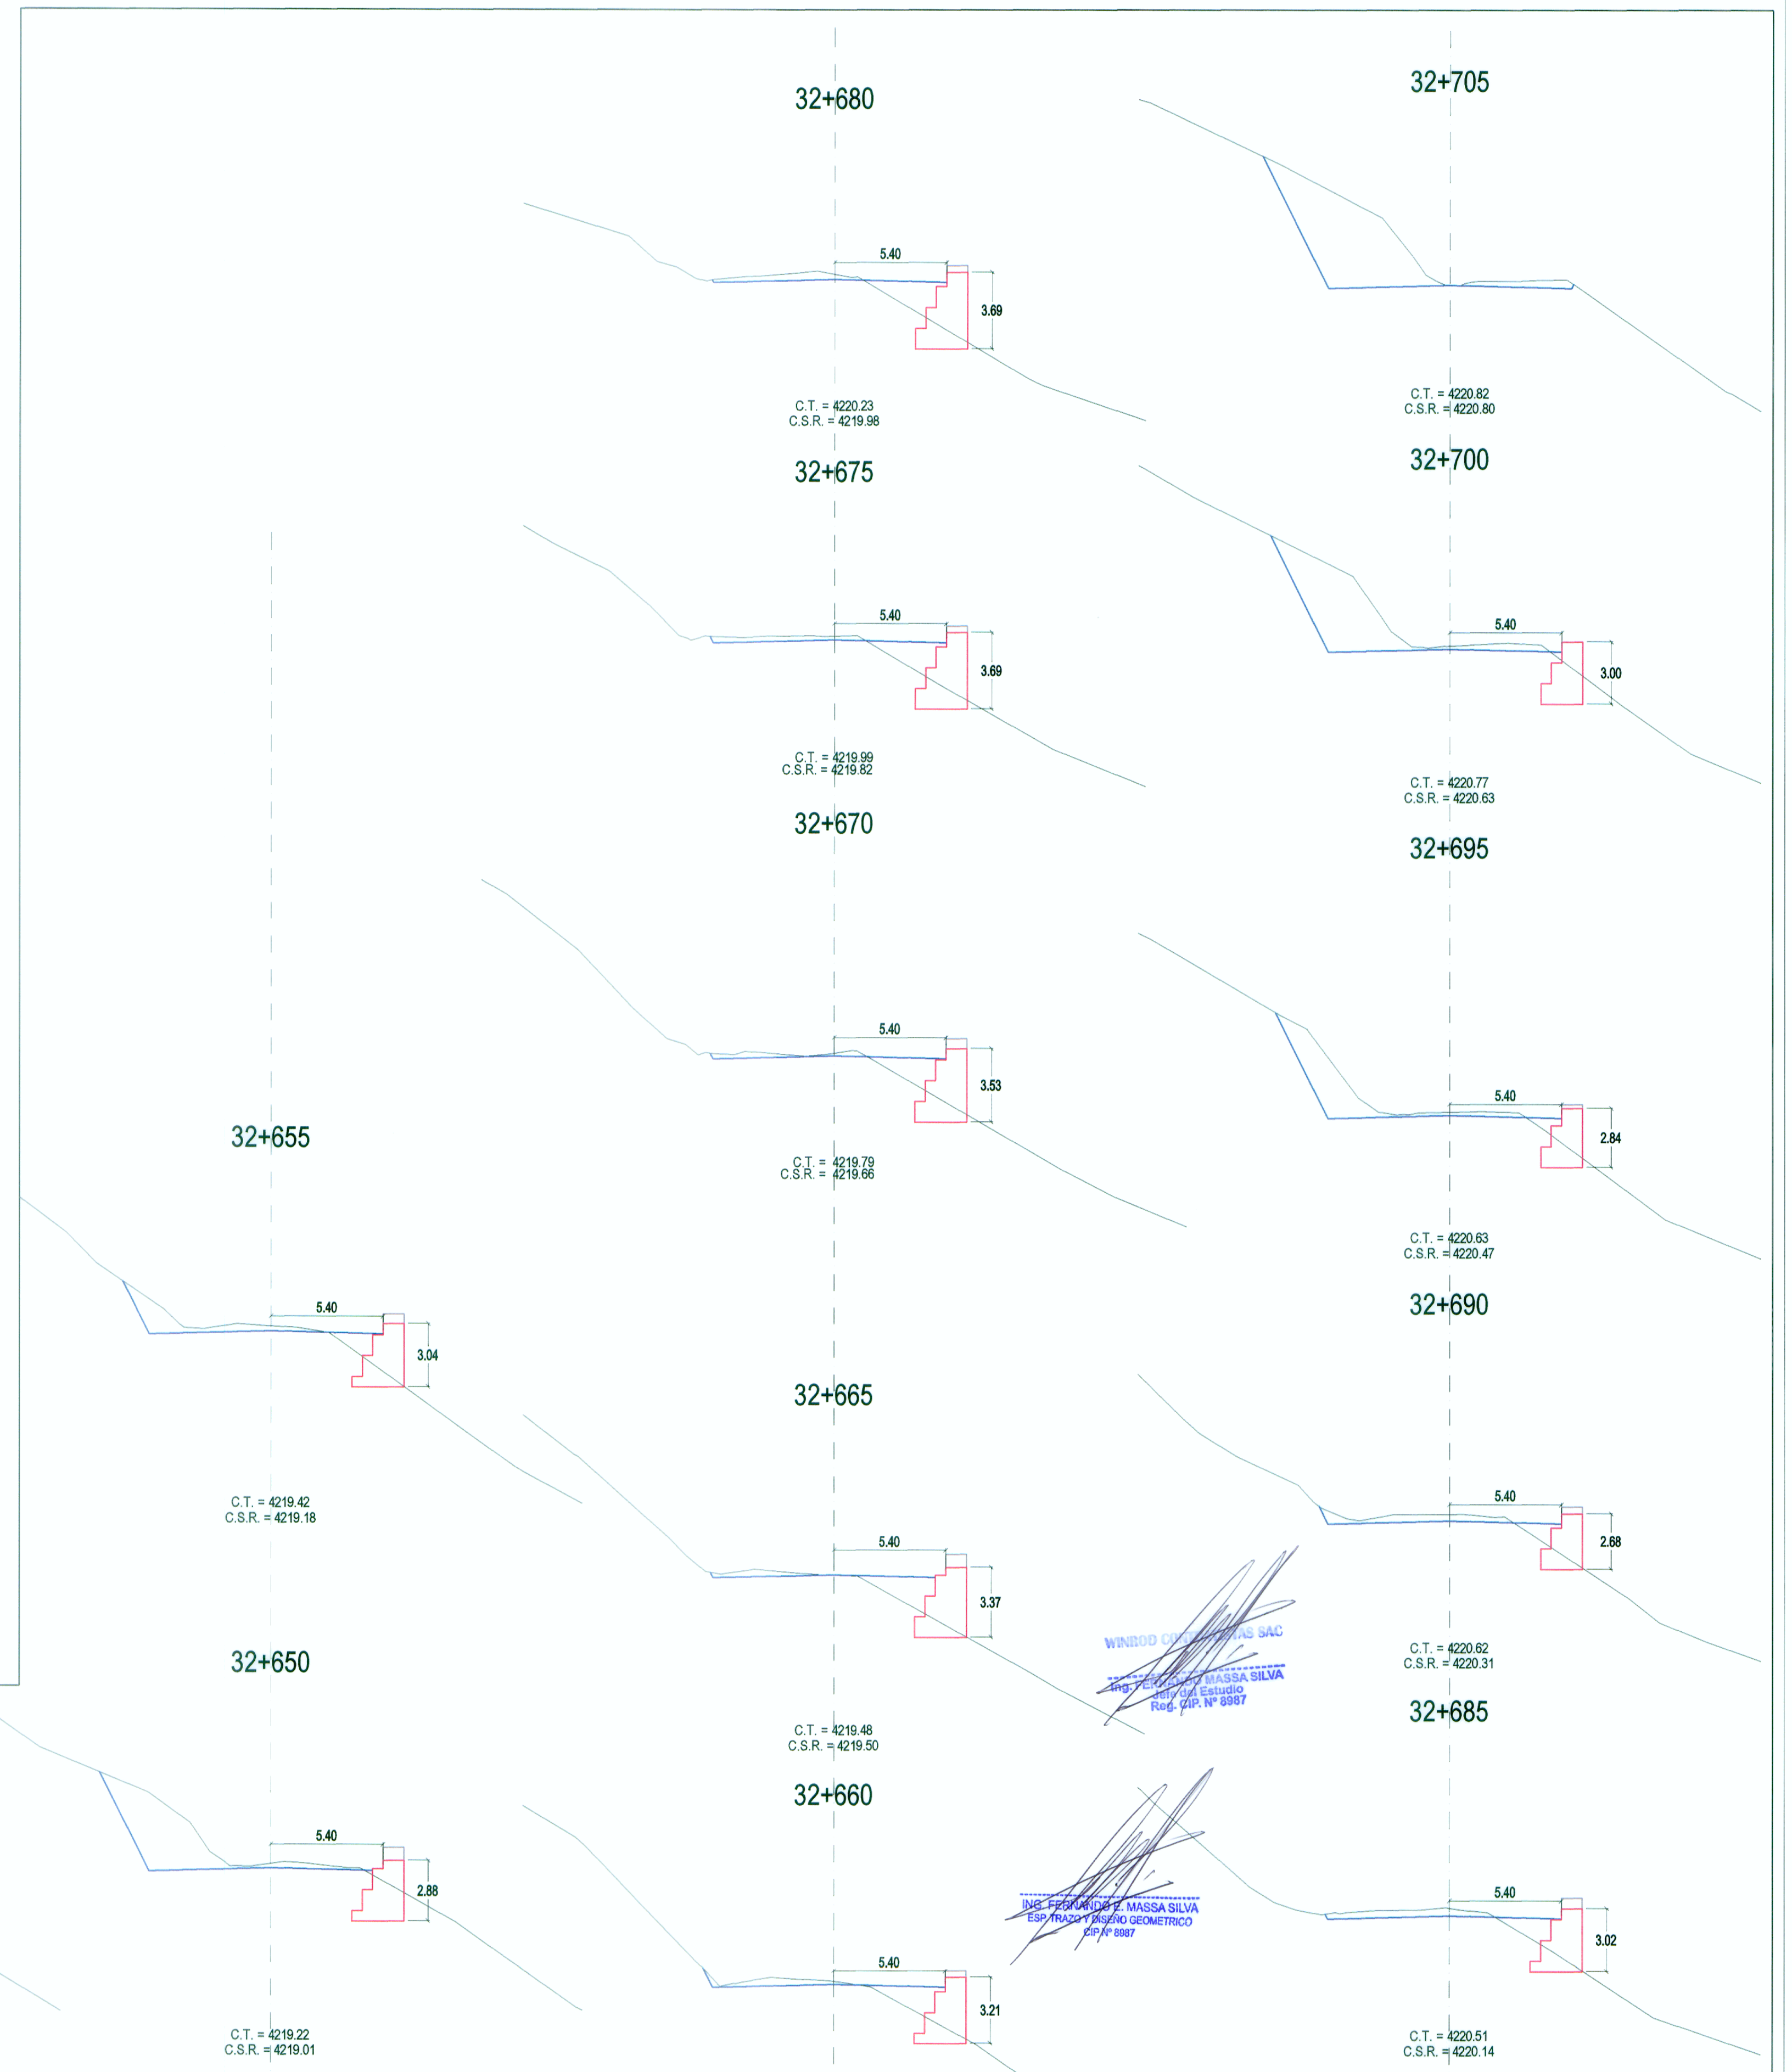 32+680
5.40
3.69
C.T. = 4220.23
C.S.R. = 4219.98
32+675
5.40
3.69
C.T. = 4219.99
C.S.R. = 4219.82
32+670
5.40
3.53
C.T. = 4219.79
C.S.R. = 4219.66
32+665
5.40
3.37
C.T. = 4219.48
C.S.R. = 4219.50
32+660
5.40
3.21
32+705
C.T. = 4220.82
C.S.R. = 4220.80
32+700
5.40
3.00
C.T. = 4220.77
C.S.R. = 4220.63
32+695
5.40
2.84
C.T. = 4220.63
C.S.R. = 4220.47
32+690
5.40
2.68
C.T. = 4220.62
C.S.R. = 4220.31
32+685
5.40
3.02
C.T. = 4220.51
C.S.R. = 4220.14
32+655
5.40
3.04
C.T. = 4219.42
C.S.R. = 4219.18
32+650
5.40
2.88
C.T. = 4219.22
C.S.R. = 4219.01
WINROD SAC
Ing. FERNANDO MASSA SILVA
Jefe del Estudio
Reg. CIP. Nº 8987
ING. FERNANDO E. MASSA SILVA
ESP. TRAZO Y DISEÑO GEOMETRICO
CIP Nº 8987